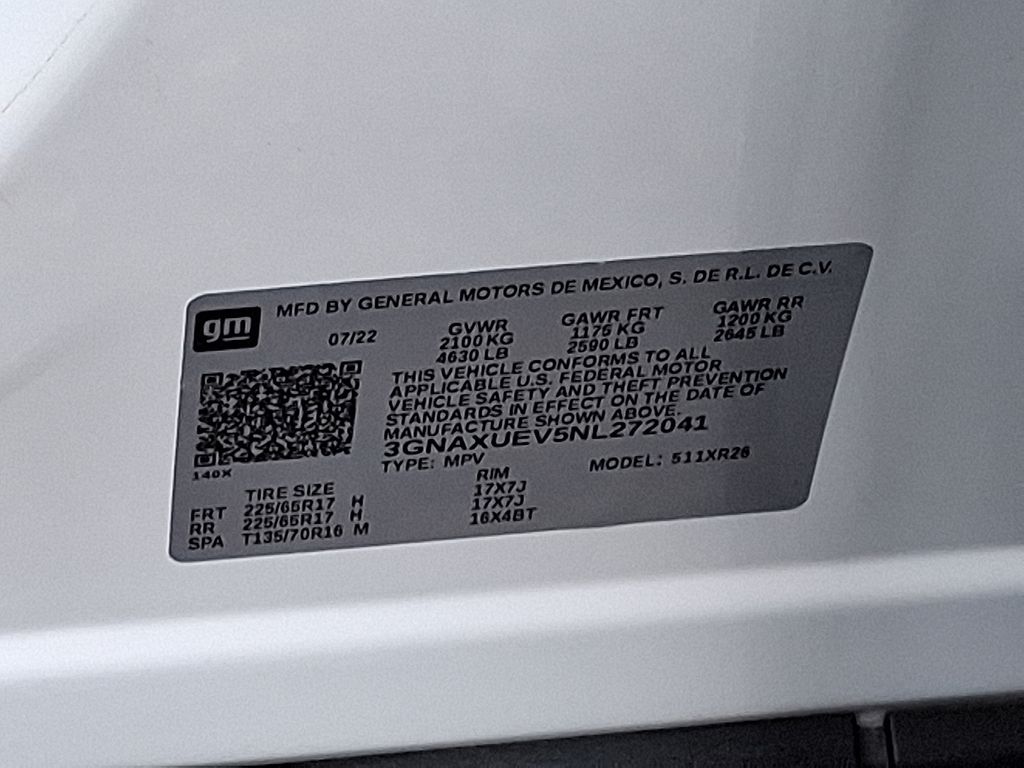 gm
MFD BY GENERAL MOTORS DE MEXICO, S. DE R.L. DE C.V.
07/22
GVWR
2100 KG
4630 LB
GAWR FRT
1175 KG
2590 LB
GAWR RR
1200 KG
2645 LB
THIS VEHICLE CONFORMS TO ALL
APPLICABLE U.S. FEDERAL MOTOR
VEHICLE SAFETY AND THEFT PREVENTION
STANDARDS IN EFFECT ON THE DATE OF
MANUFACTURE SHOWN ABOVE.
3GNAXUEV5NL272041
TYPE: MPV MODEL: 511XR26
140X
TIRE SIZE RIM
FRT 225/65R17 H 17X7J
RR 225/65R17 H 17X7J
SPA T135/70R16 M 16X4BT